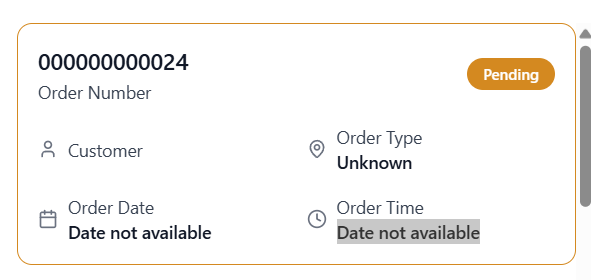 000000000024
Order Number
Pending
Customer
Order Type
Unknown
Order Date
Date not available
Order Time
Date not available